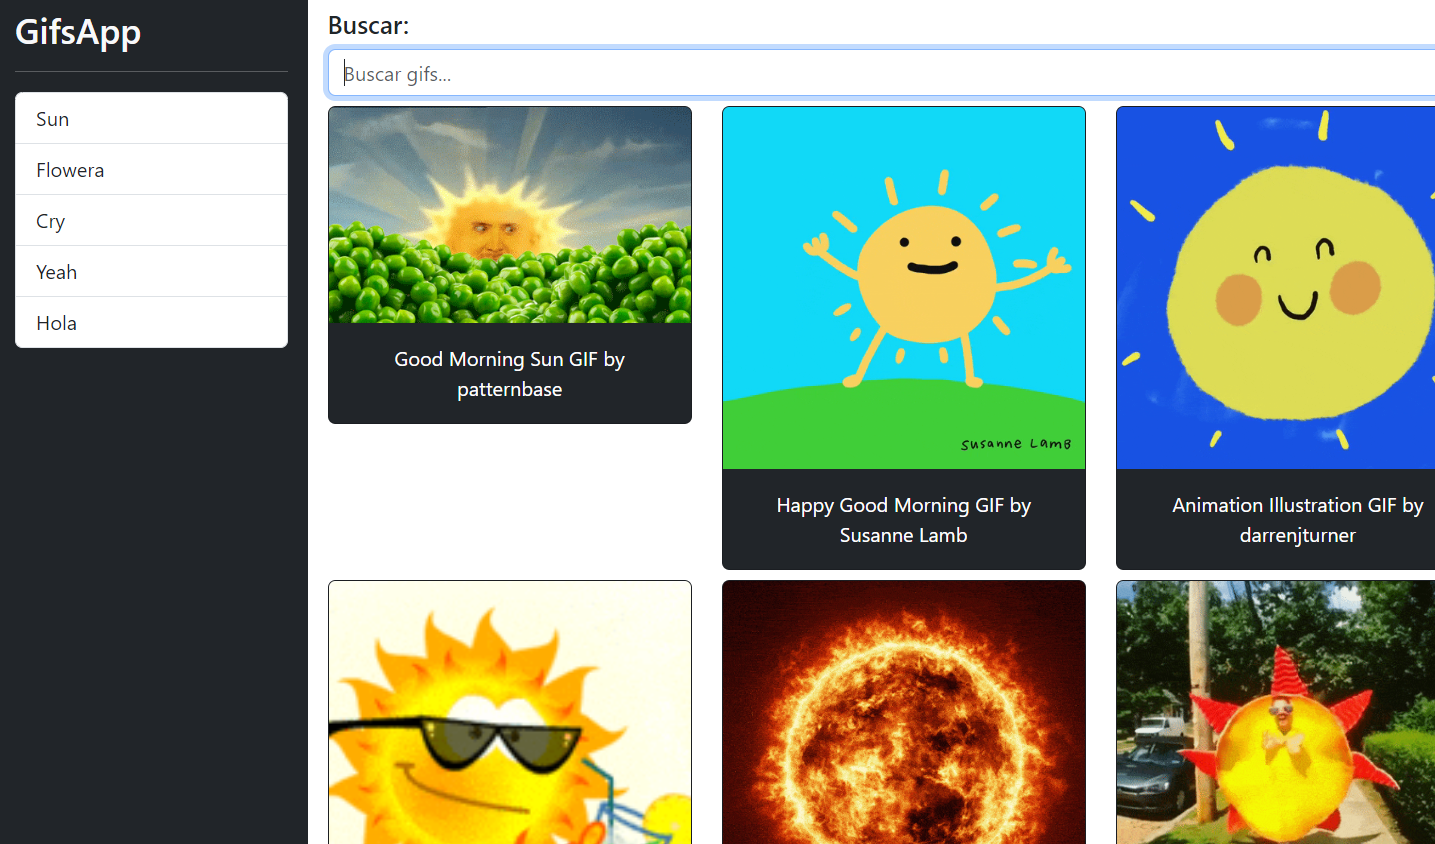 GifsApp
Sun
Flowera
Cry
Yeah
Hola
Buscar:
Buscar gifs...
Good Morning Sun GIF by
patternbase
Susanne Lamb
Happy Good Morning GIF by
Susanne Lamb
Animation Illustration GIF by
darrenjturner